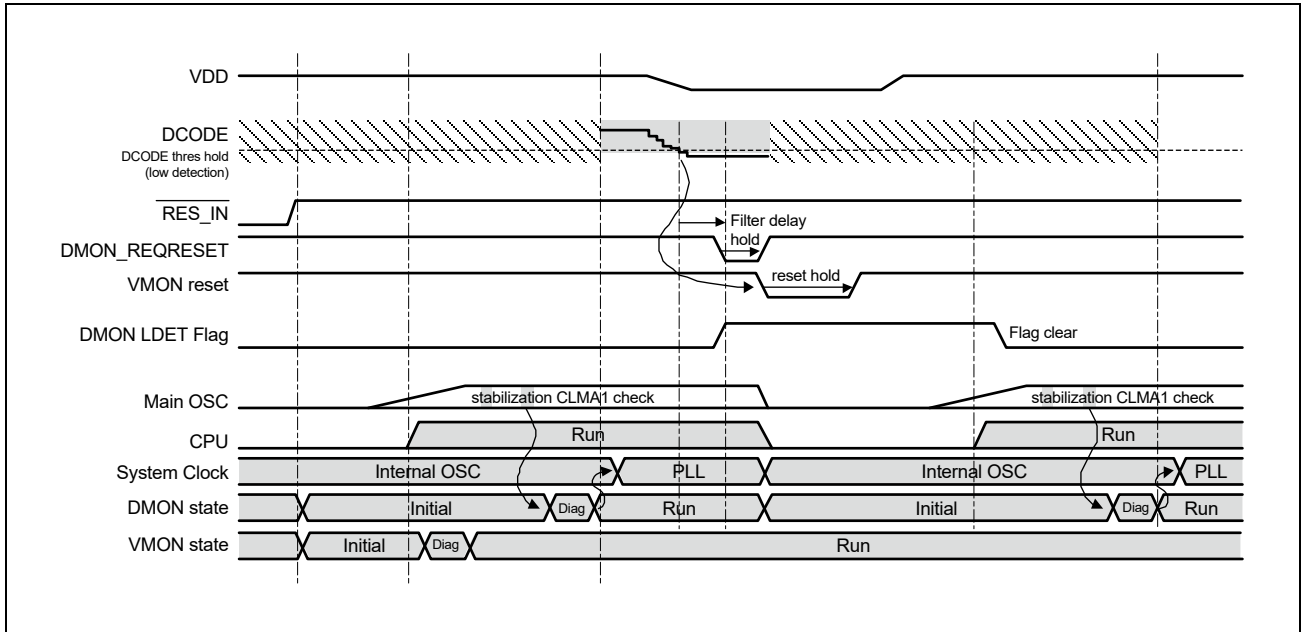 VDD
DCODE
DCODE thres hold
(low detection)
RES_IN
Filter delay
hold
DMON_REQRESET
VMON reset
reset hold
DMON LDET Flag
Flag clear
Main OSC
stabilization CLMA1 check
stabilization CLMA1 check
CPU
Run
Run
System Clock
Internal OSC
PLL
Internal OSC
PLL
DMON state
Initial
Diag
Run
Initial
Diag
Run
VMON state
Initial
Diag
Run